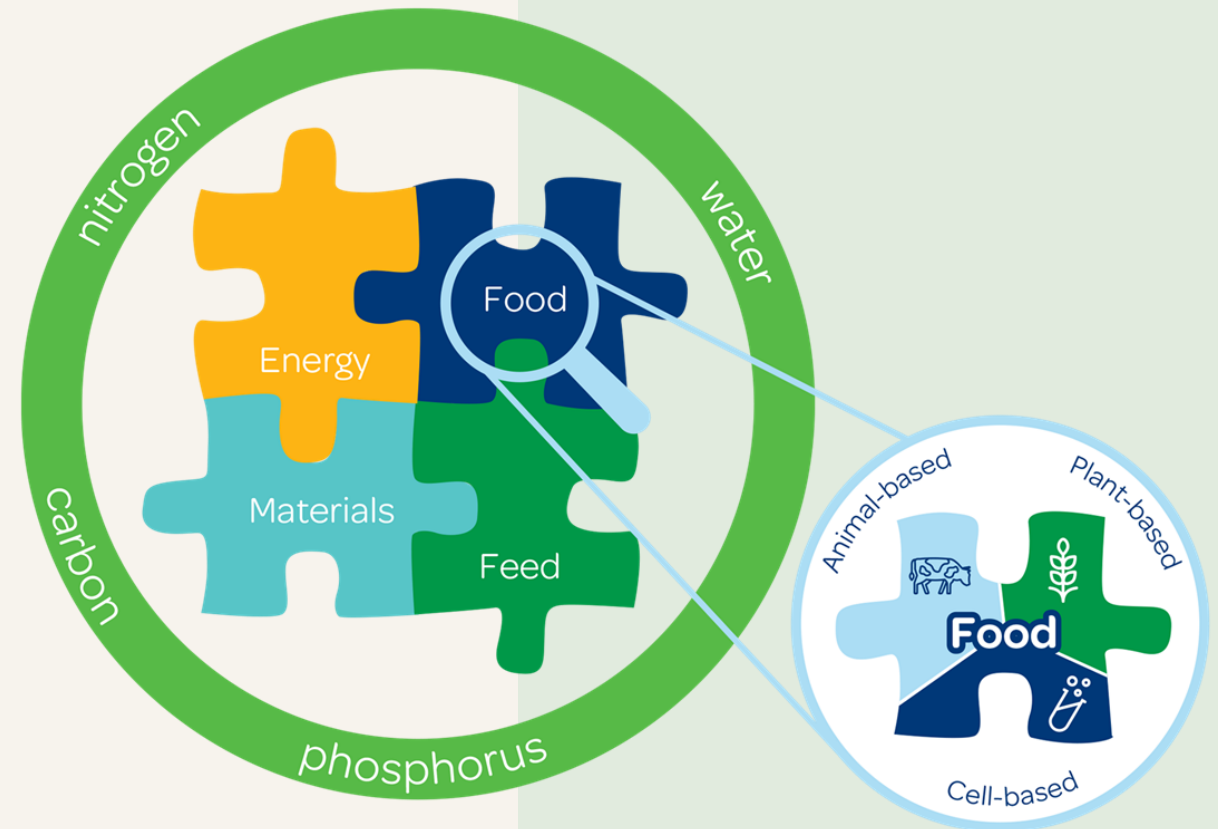 nitrogen
water
Food
Energy
Materials
Feed
carbon
phosphorus
Animal-based
Plant-based
Food
Cell-based